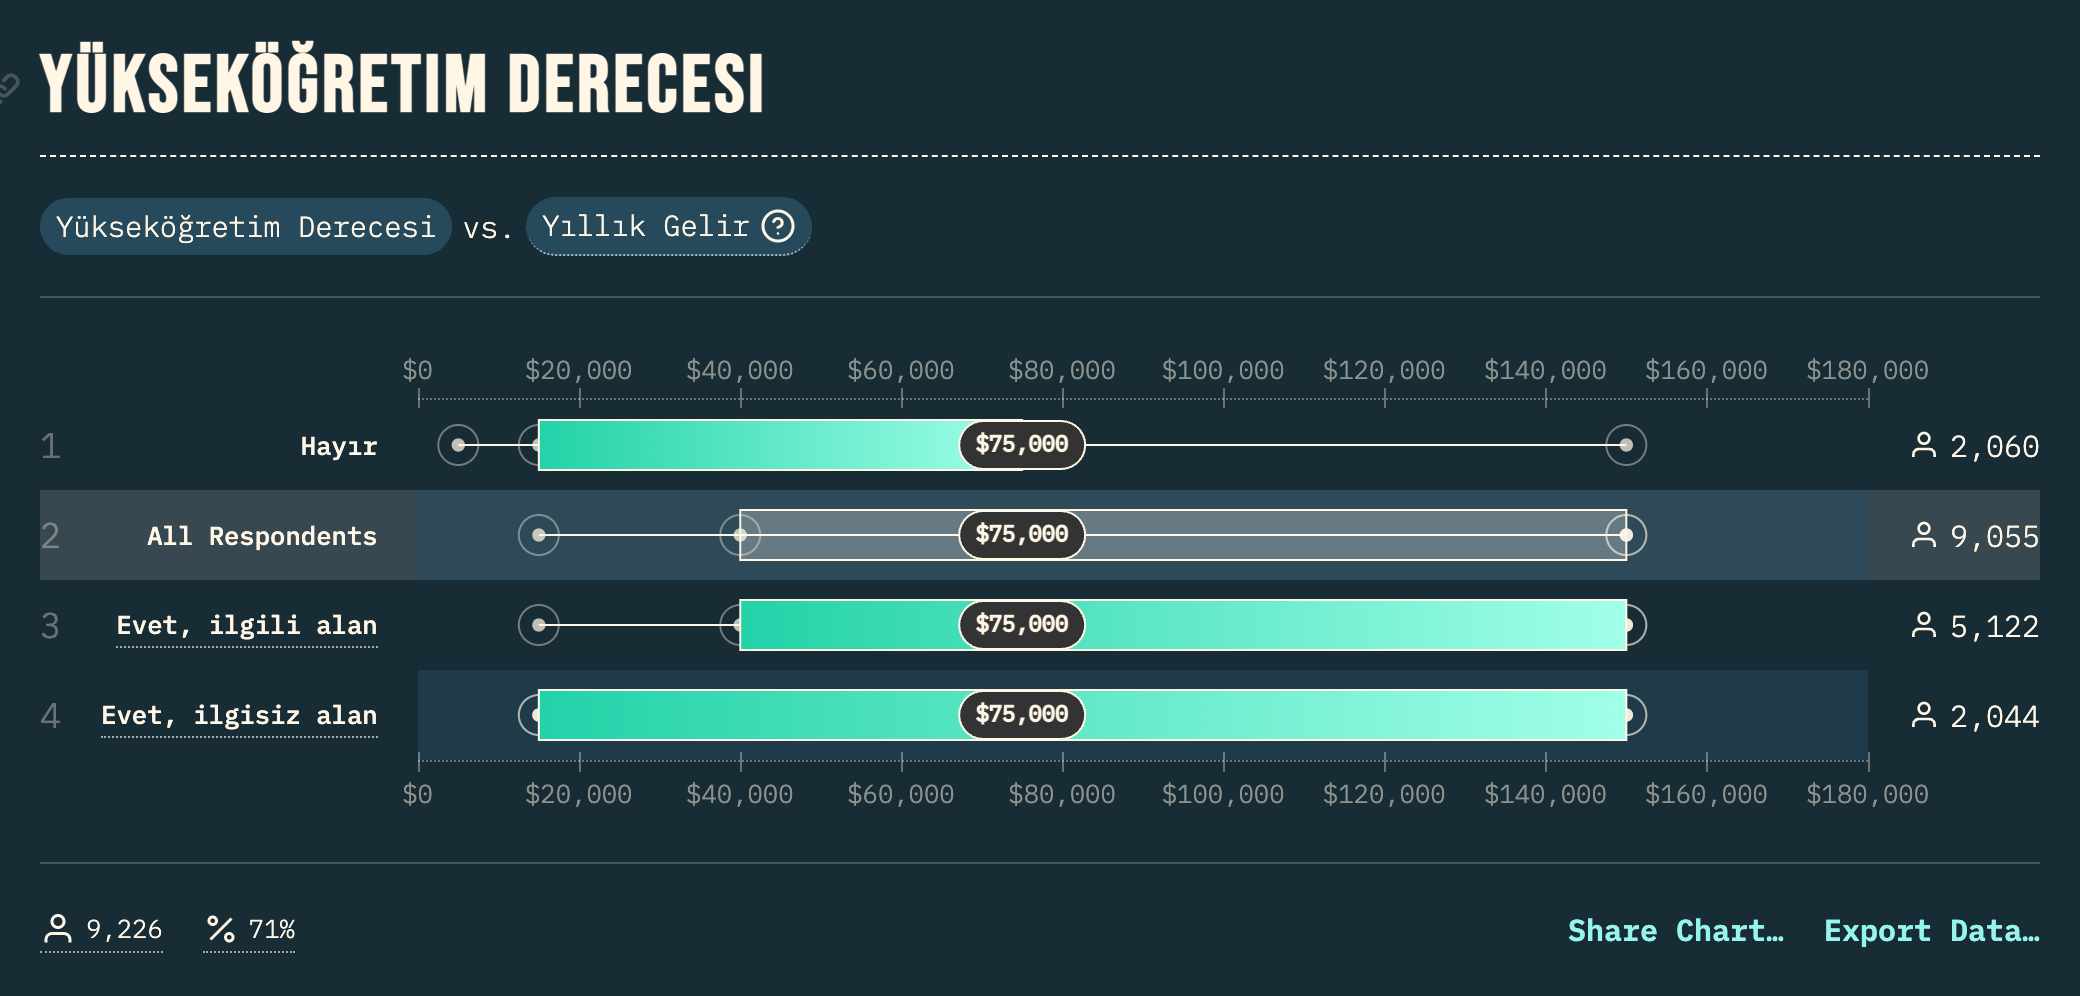 YÜKSEKÖĞRETIM DERECESI
Yükseköğretim Derecesi vs. Yıllık Gelir ?
$0 $20,000 $40,000 $60,000 $80,000 $100,000 $120,000 $140,000 $160,000 $180,000
1 Hayır $75,000 2,060
2 All Respondents $75,000 9,055
3 Evet, ilgili alan $75,000 5,122
4 Evet, ilgisiz alan $75,000 2,044
$0 $20,000 $40,000 $60,000 $80,000 $100,000 $120,000 $140,000 $160,000 $180,000
9,226 % 71% Share Chart… Export Data…